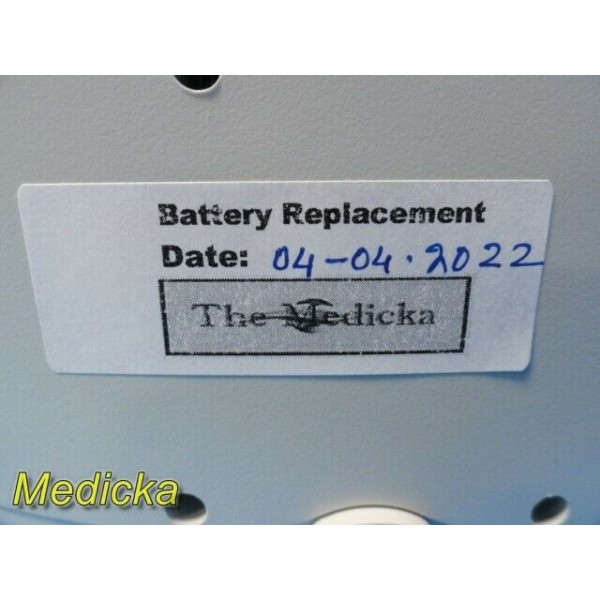 Battery Replacement
Date: 04-04.2022
The Medicka
Medicka